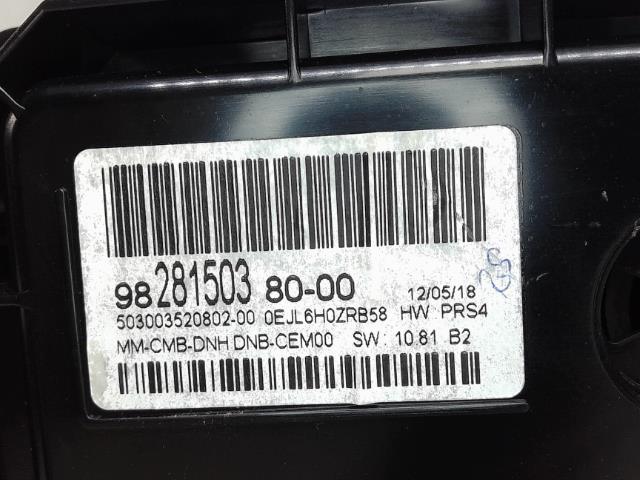 98 281503 80-00 12/05/18
503003520802-00 0EJL6H0ZRB58 HW: PRS4
MM-CMB-DNH DNB-CEM00 SW: 10.81 B2